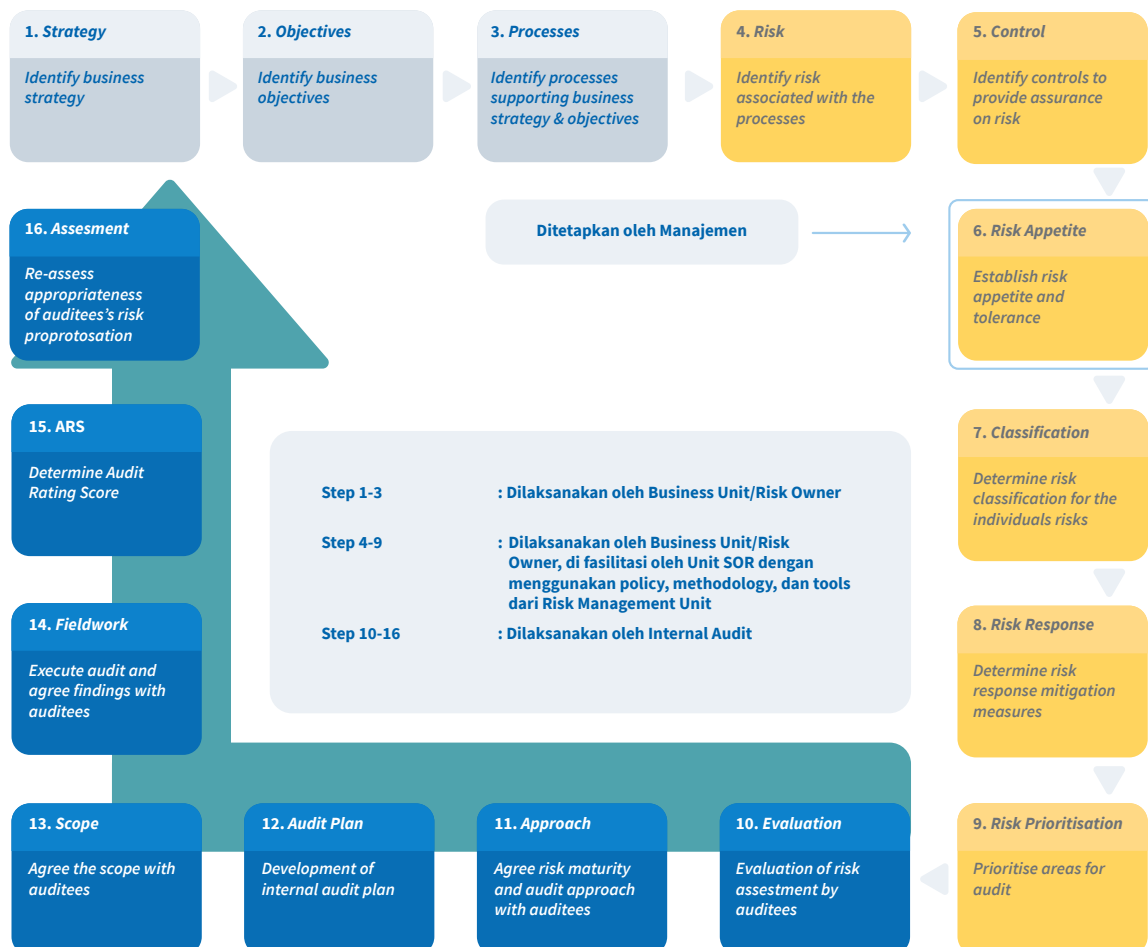 1. Strategy
Identify business
strategy
2. Objectives
Identify business
objectives
3. Processes
Identify processes
supporting business
strategy & objectives
4. Risk
Identify risk
associated with the
processes
5. Control
Identify controls to
provide assurance
on risk
Ditetapkan oleh Manajemen
6. Risk Appetite
Establish risk
appetite and
tolerance
7. Classification
Determine risk
classification for the
individuals risks
8. Risk Response
Determine risk
response mitigation
measures
9. Risk Prioritisation
Prioritise areas for
audit
10. Evaluation
Evaluation of risk
assestment by
auditees
11. Approach
Agree risk maturity
and audit approach
with auditees
12. Audit Plan
Development of
internal audit plan
13. Scope
Agree the scope with
auditees
14. Fieldwork
Execute audit and
agree findings with
auditees
15. ARS
Determine Audit
Rating Score
16. Assesment
Re-assess
appropriateness
of auditees's risk
proprotosation
Step 1-3 : Dilaksanakan oleh Business Unit/Risk Owner
Step 4-9 : Dilaksanakan oleh Business Unit/Risk
Owner, di fasilitasi oleh Unit SOR dengan
menggunakan policy, methodology, dan tools
dari Risk Management Unit
Step 10-16 : Dilaksanakan oleh Internal Audit